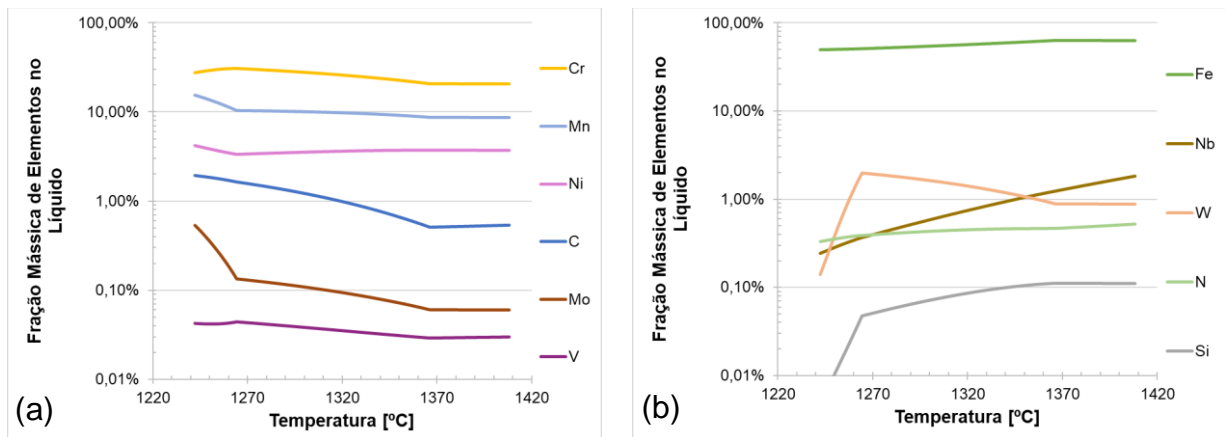 Fração Mássica de Elementos no
Líquido
100,00%
10,00%
1,00%
0,10%
0,01%
1220
1270
1320
1370
1420
Temperatura [ºC]
Cr
Mn
Ni
C
Mo
V
(a)
Fração Mássica de Elementos no
Líquido
100,00%
10,00%
1,00%
0,10%
0,01%
1220
1270
1320
1370
1420
Temperatura [ºC]
Fe
Nb
W
N
Si
(b)